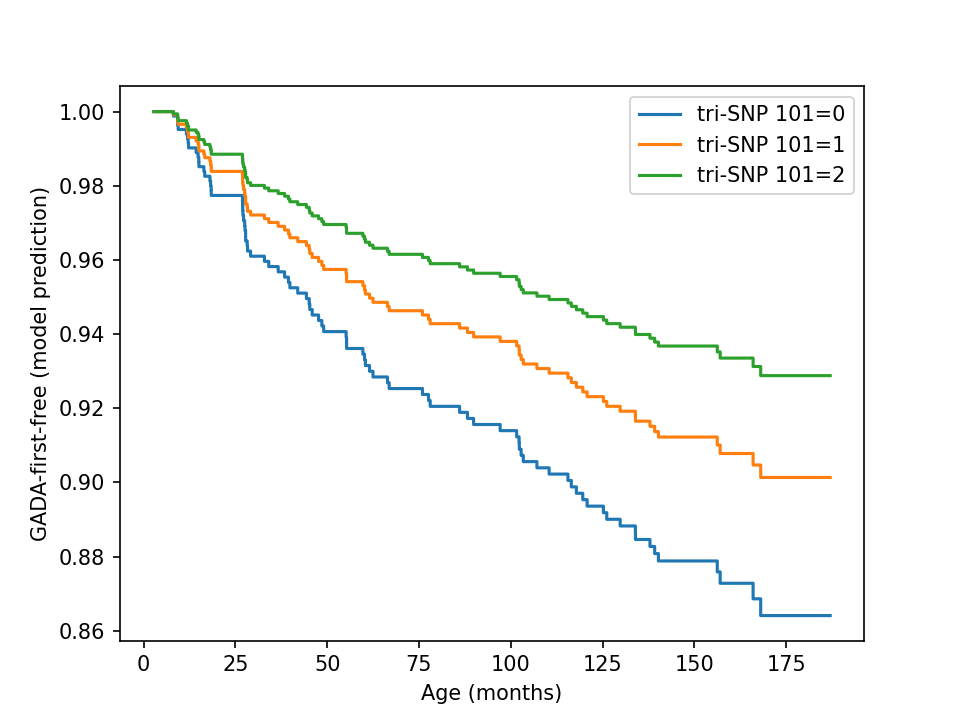 tri-SNP 101=0
tri-SNP 101=1
tri-SNP 101=2
GADA-first-free (model prediction)
1.00
0.98
0.96
0.94
0.92
0.90
0.88
0.86
0 25 50 75 100 125 150 175
Age (months)